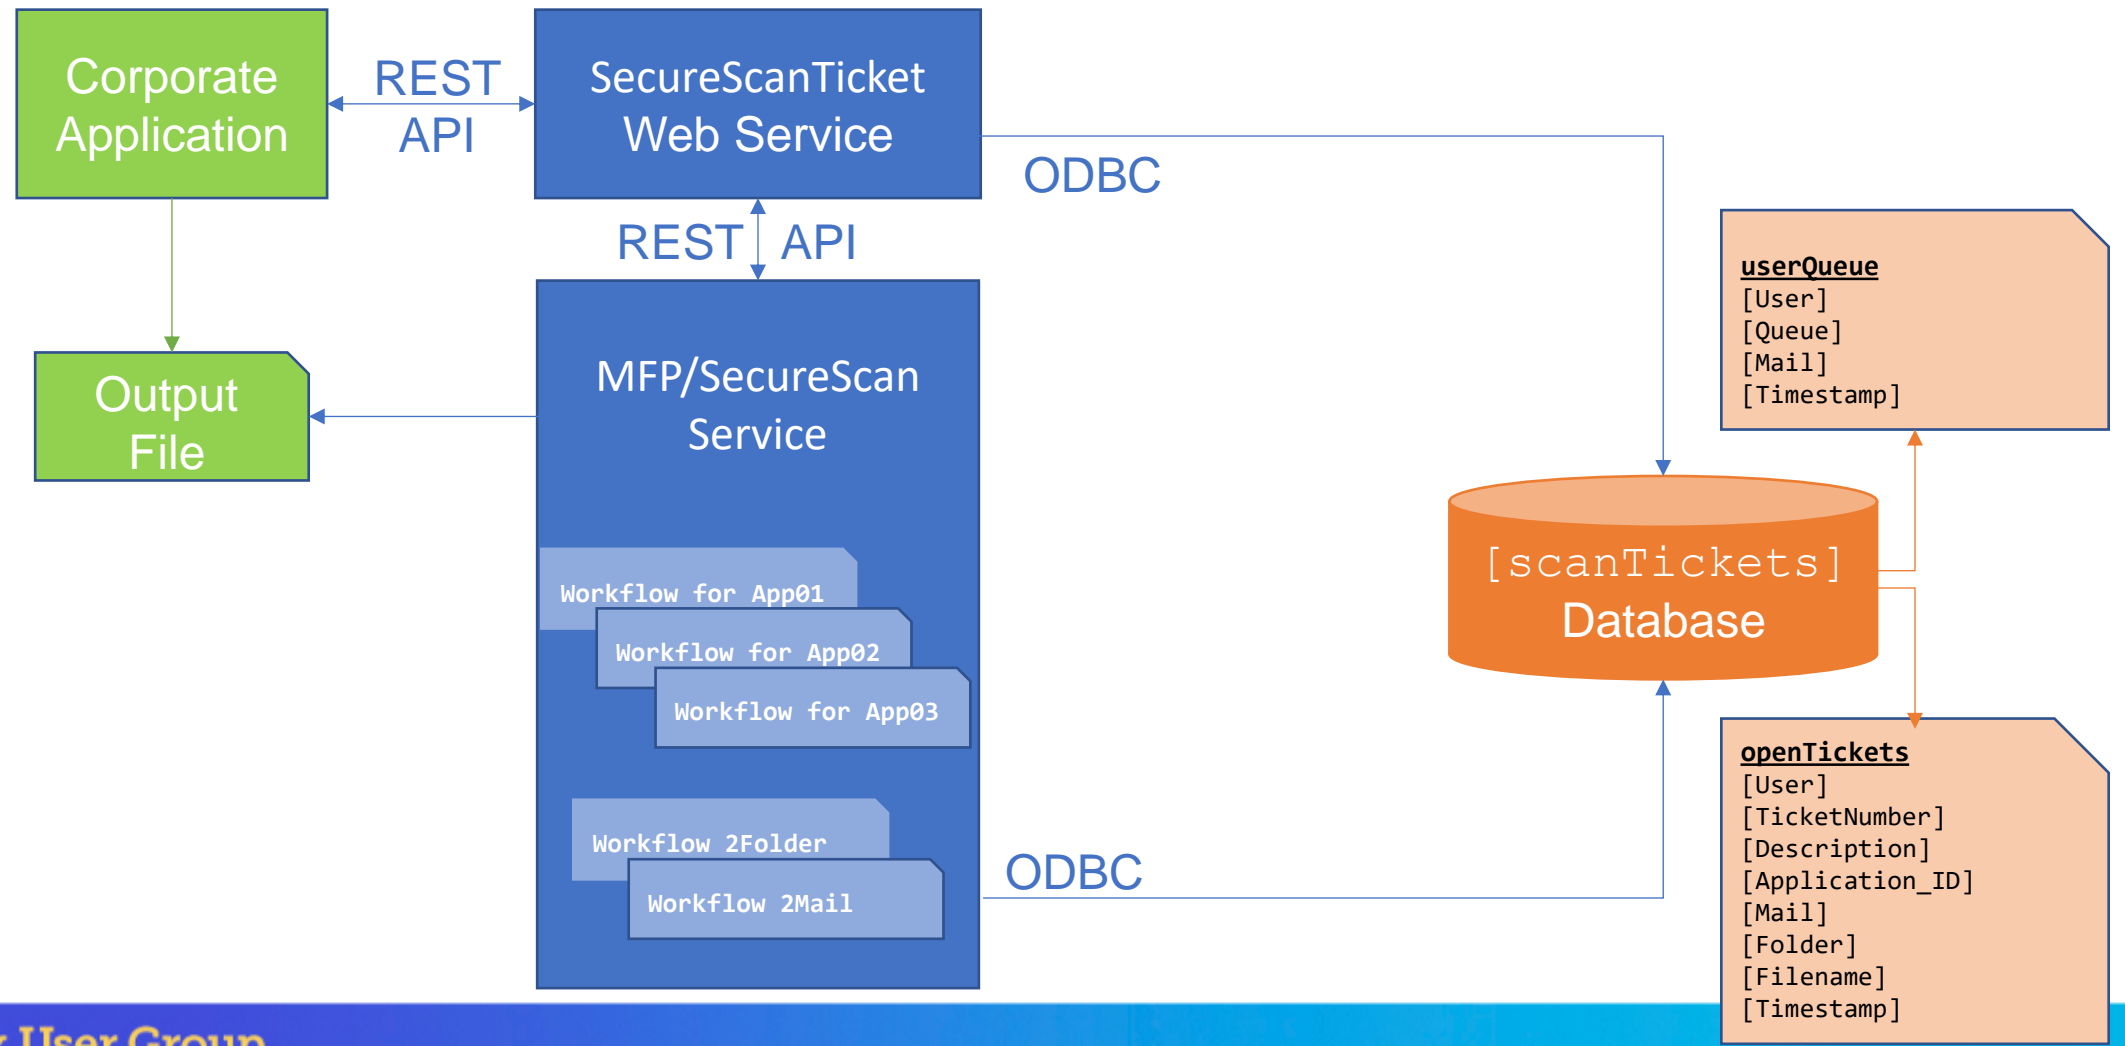 Corporate
Application
REST
API
SecureScanTicket
Web Service
ODBC
REST API
Output
File
MFP/SecureScan
Service
Workflow for App01
Workflow for App02
Workflow for App03
Workflow 2Folder
Workflow 2Mail
ODBC
[scanTickets]
Database
userQueue
[User]
[Queue]
[Mail]
[Timestamp]
openTickets
[User]
[TicketNumber]
[Description]
[Application_ID]
[Mail]
[Folder]
[Filename]
[Timestamp]
User Group